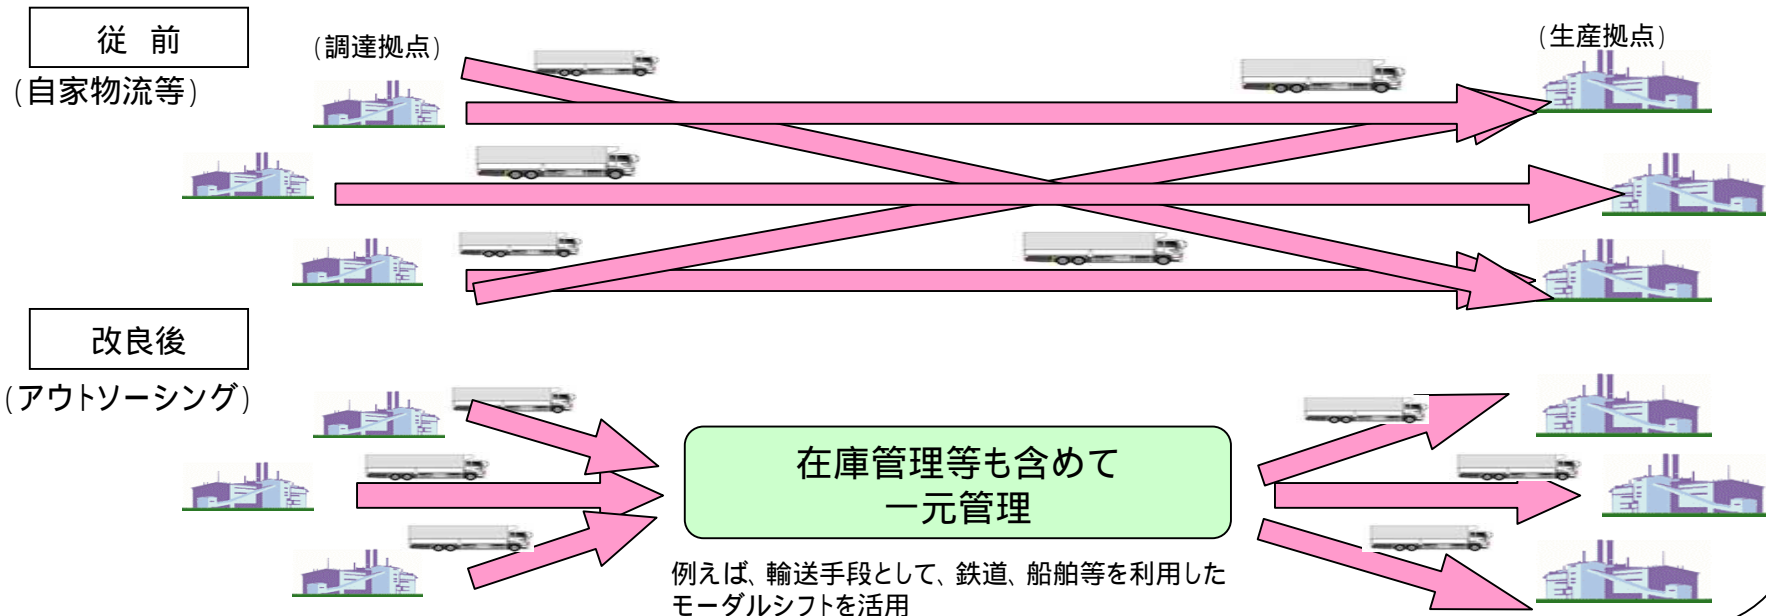 従 前
(自家物流等)
(調達拠点)
(生産拠点)
改良後
(アウトソーシング)
在庫管理等も含めて
一元管理
例えば、輸送手段として、鉄道、船舶等を利用した
モーダルシフトを活用